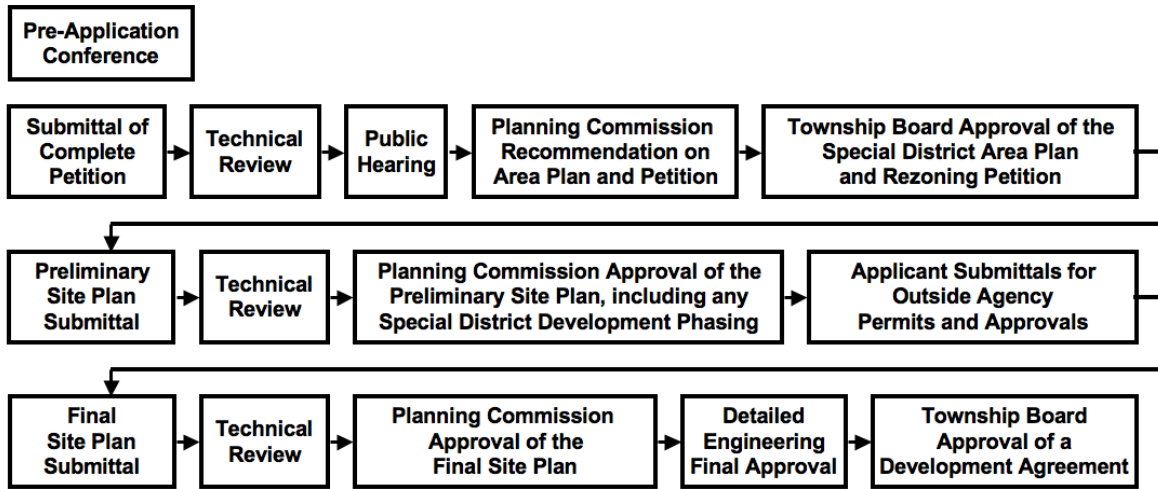 Pre-Application
Conference
Submittal of
Complete
Petition
Technical
Review
Public
Hearing
Planning Commission
Recommendation on
Area Plan and Petition
Township Board Approval of the
Special District Area Plan
and Rezoning Petition
Preliminary
Site Plan
Submittal
Technical
Review
Planning Commission Approval of the
Preliminary Site Plan, including any
Special District Development Phasing
Applicant Submittals for
Outside Agency
Permits and Approvals
Final
Site Plan
Submittal
Technical
Review
Planning Commission
Approval of the
Final Site Plan
Detailed
Engineering
Final Approval
Township Board
Approval of a
Development Agreement